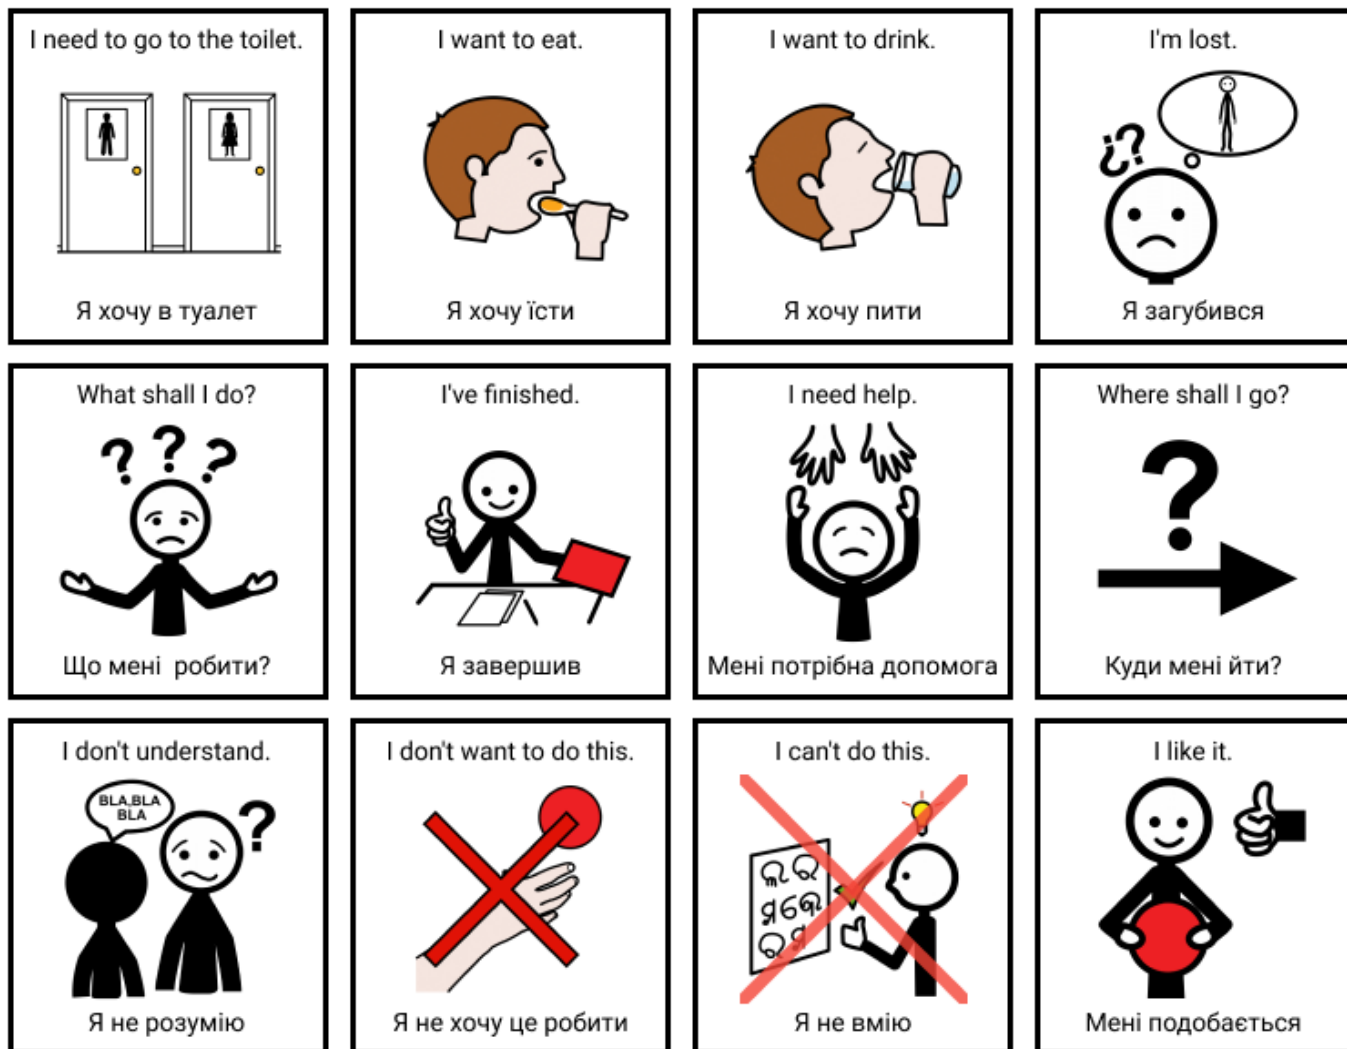 I need to go to the toilet.
Я хочу в туалет
I want to eat.
Я хочу їсти
I want to drink.
Я хочу пити
I'm lost.
¿?
Я загубився
What shall I do?
? ? ?
Що мені  робити?
I've finished.
Я завершив
I need help.
Мені потрібна допомога
Where shall I go?
?
Куди мені йти?
I don't understand.
BLA,BLA
BLA
?
Я не розумію
I don't want to do this.
Я не хочу це робити
I can't do this.
Я не вмію
I like it.
Мені подобається